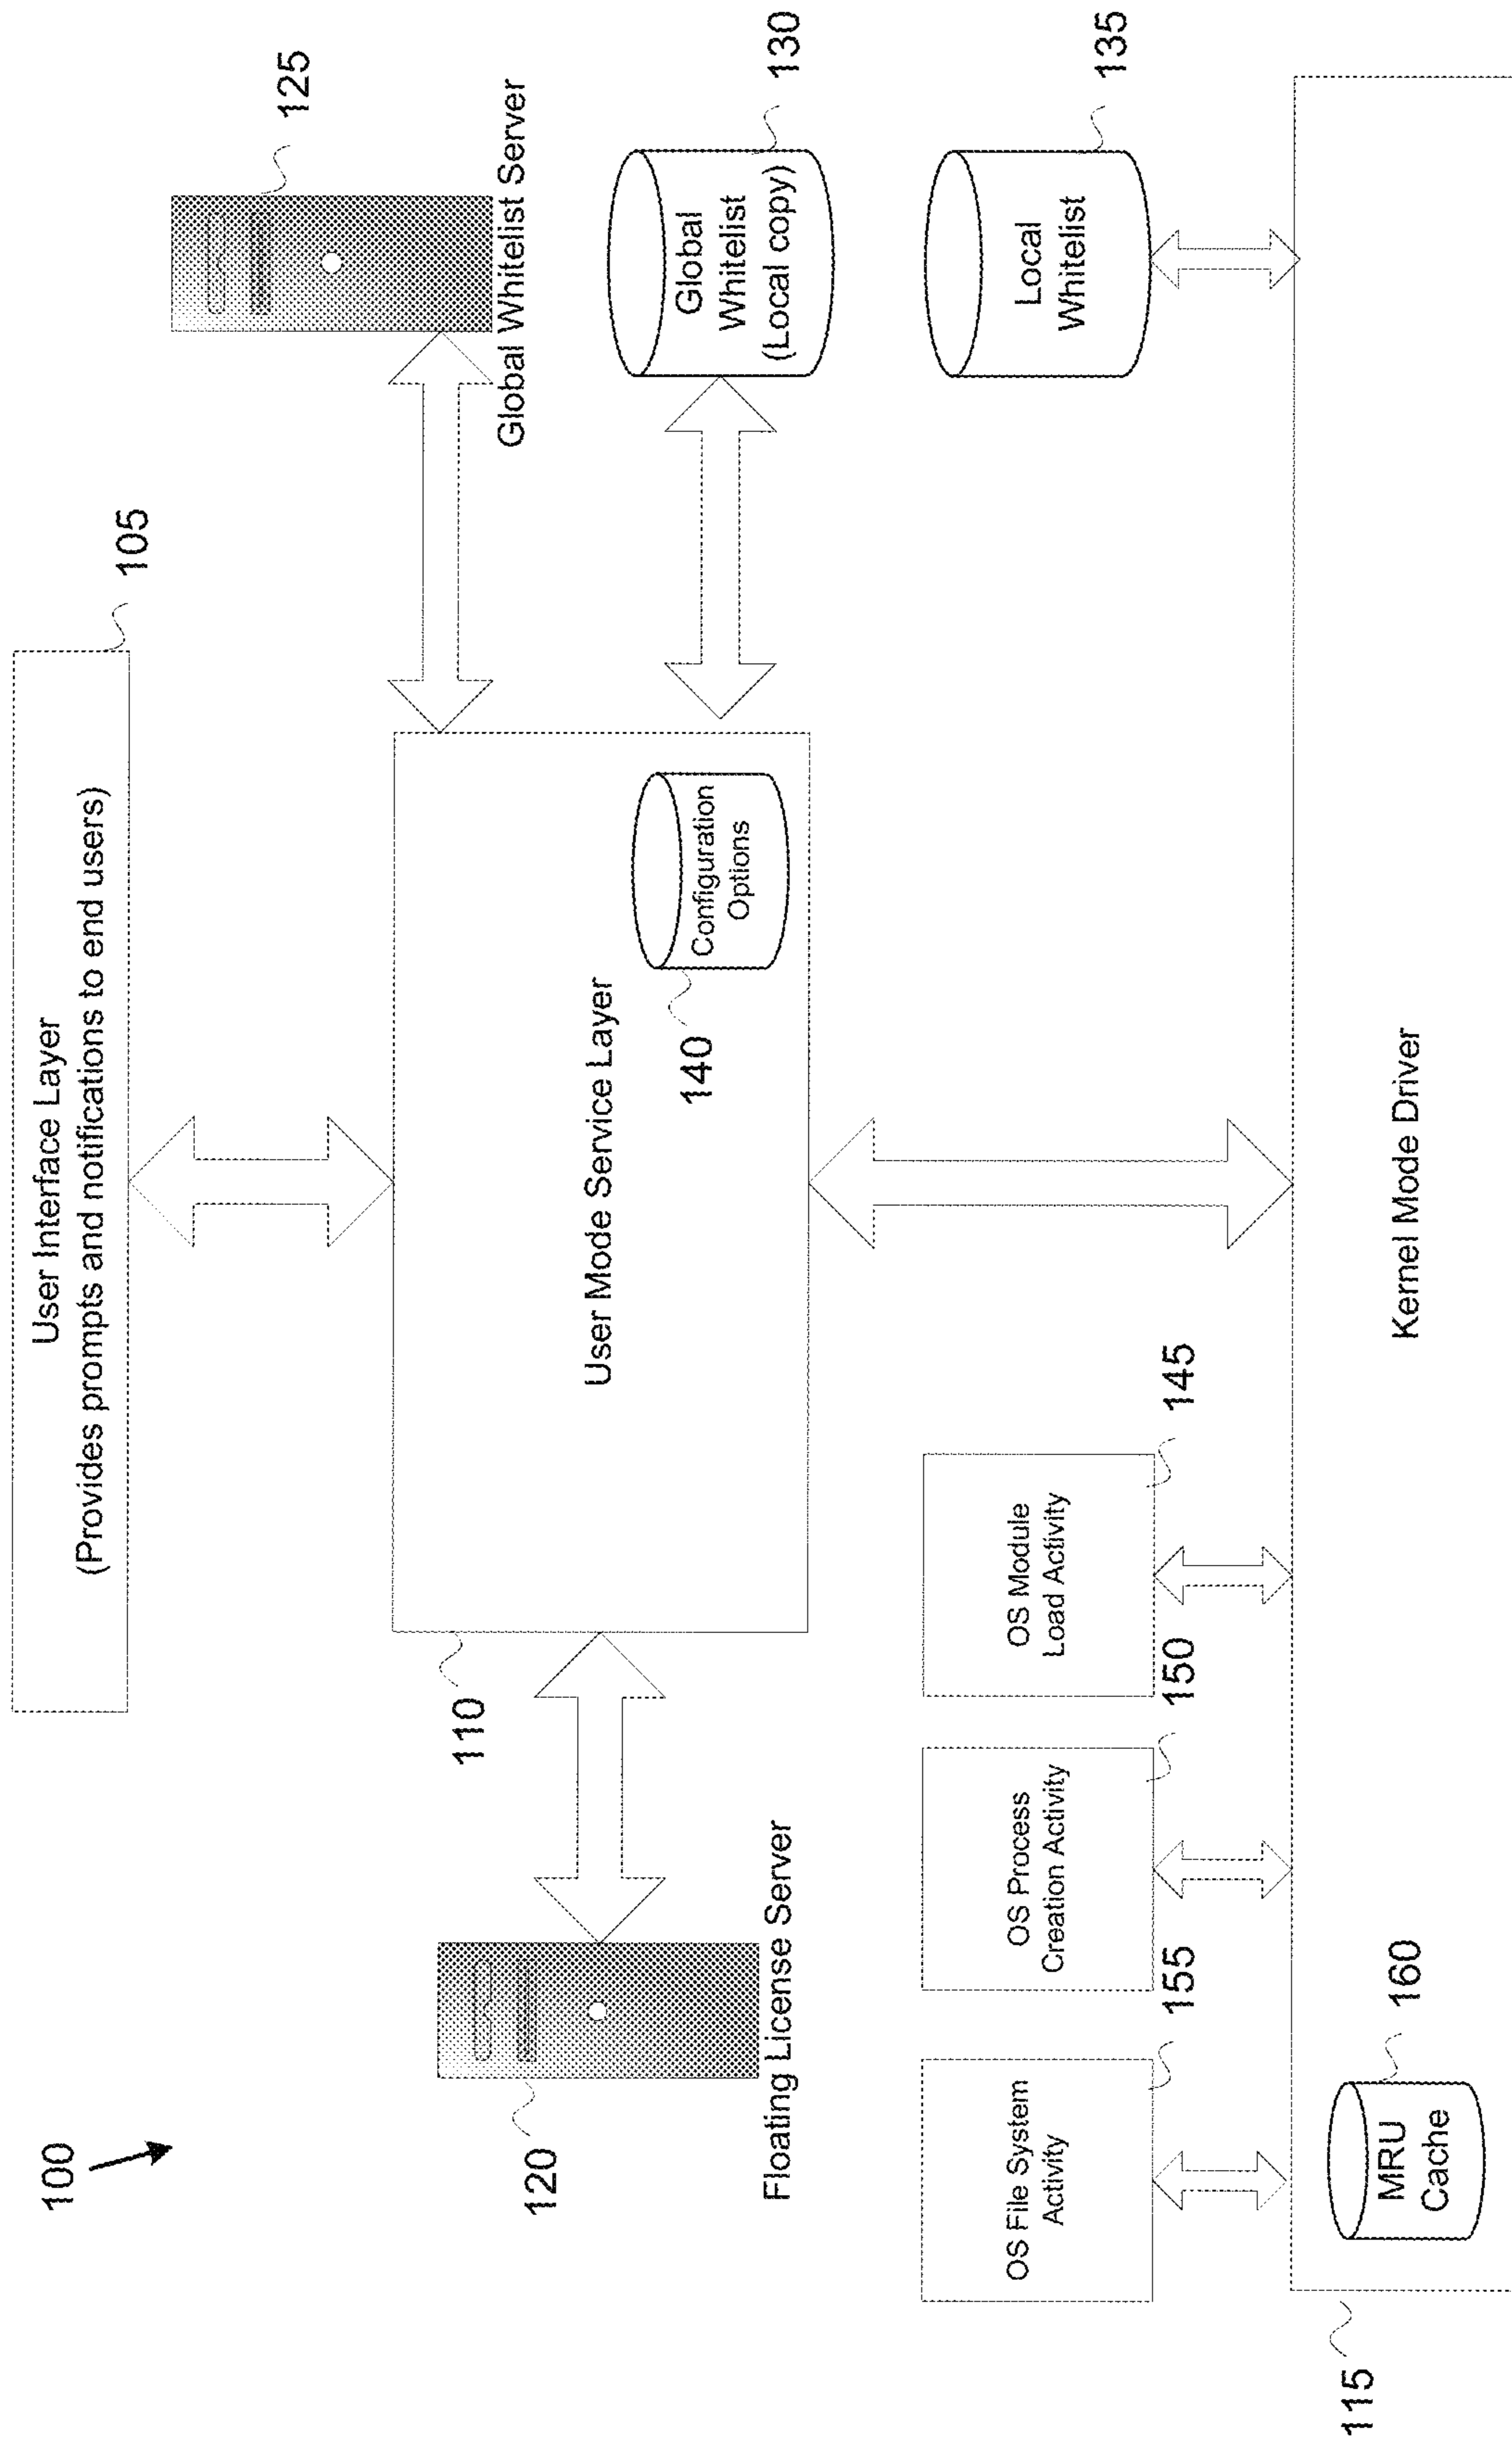 100
User Interface Layer
(Provides prompts and notifications to end users)
105
125
Global Whitelist Server
110
User Mode Service Layer
Configuration
Options
140
120
Floating License Server
Global
Whitelist
(Local copy)
130
OS File System
Activity
155
OS Process
Creation Activity
150
OS Module
Load Activity
145
Local
Whitelist
135
115
MRU
Cache
160
Kernel Mode Driver